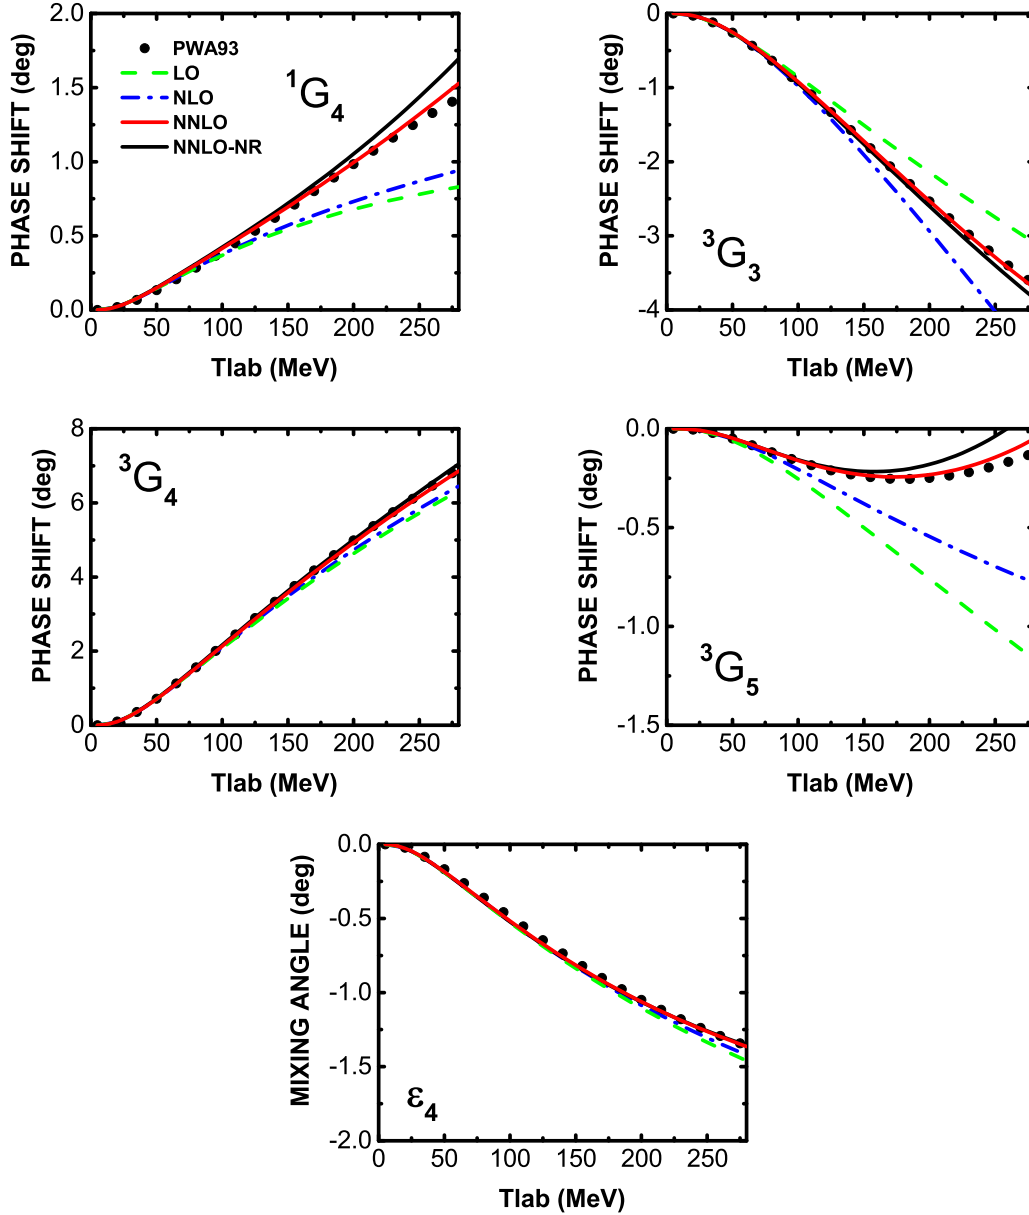 2.0
1.5
1.0
0.5
0.0
PHASE SHIFT (deg)
PWA93
LO
NLO
NNLO
NNLO-NR
¹G₄
0 50 100 150 200 250
Tlab (MeV)
0
-1
-2
-3
-4
PHASE SHIFT (deg)
³G₃
0 50 100 150 200 250
Tlab (MeV)
8
6
4
2
0
PHASE SHIFT (deg)
³G₄
0 50 100 150 200 250
Tlab (MeV)
0.0
-0.5
-1.0
-1.5
PHASE SHIFT (deg)
³G₅
0 50 100 150 200 250
Tlab (MeV)
0.0
-0.5
-1.0
-1.5
-2.0
MIXING ANGLE (deg)
ε₄
0 50 100 150 200 250
Tlab (MeV)